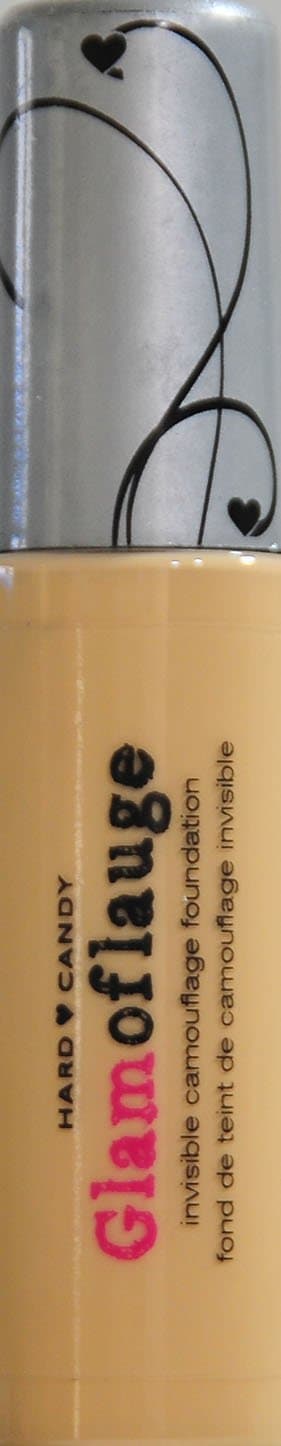 HARD ♥ CANDY
Glamoflauge
invisible camouflage foundation
fond de teint de camouflage invisible